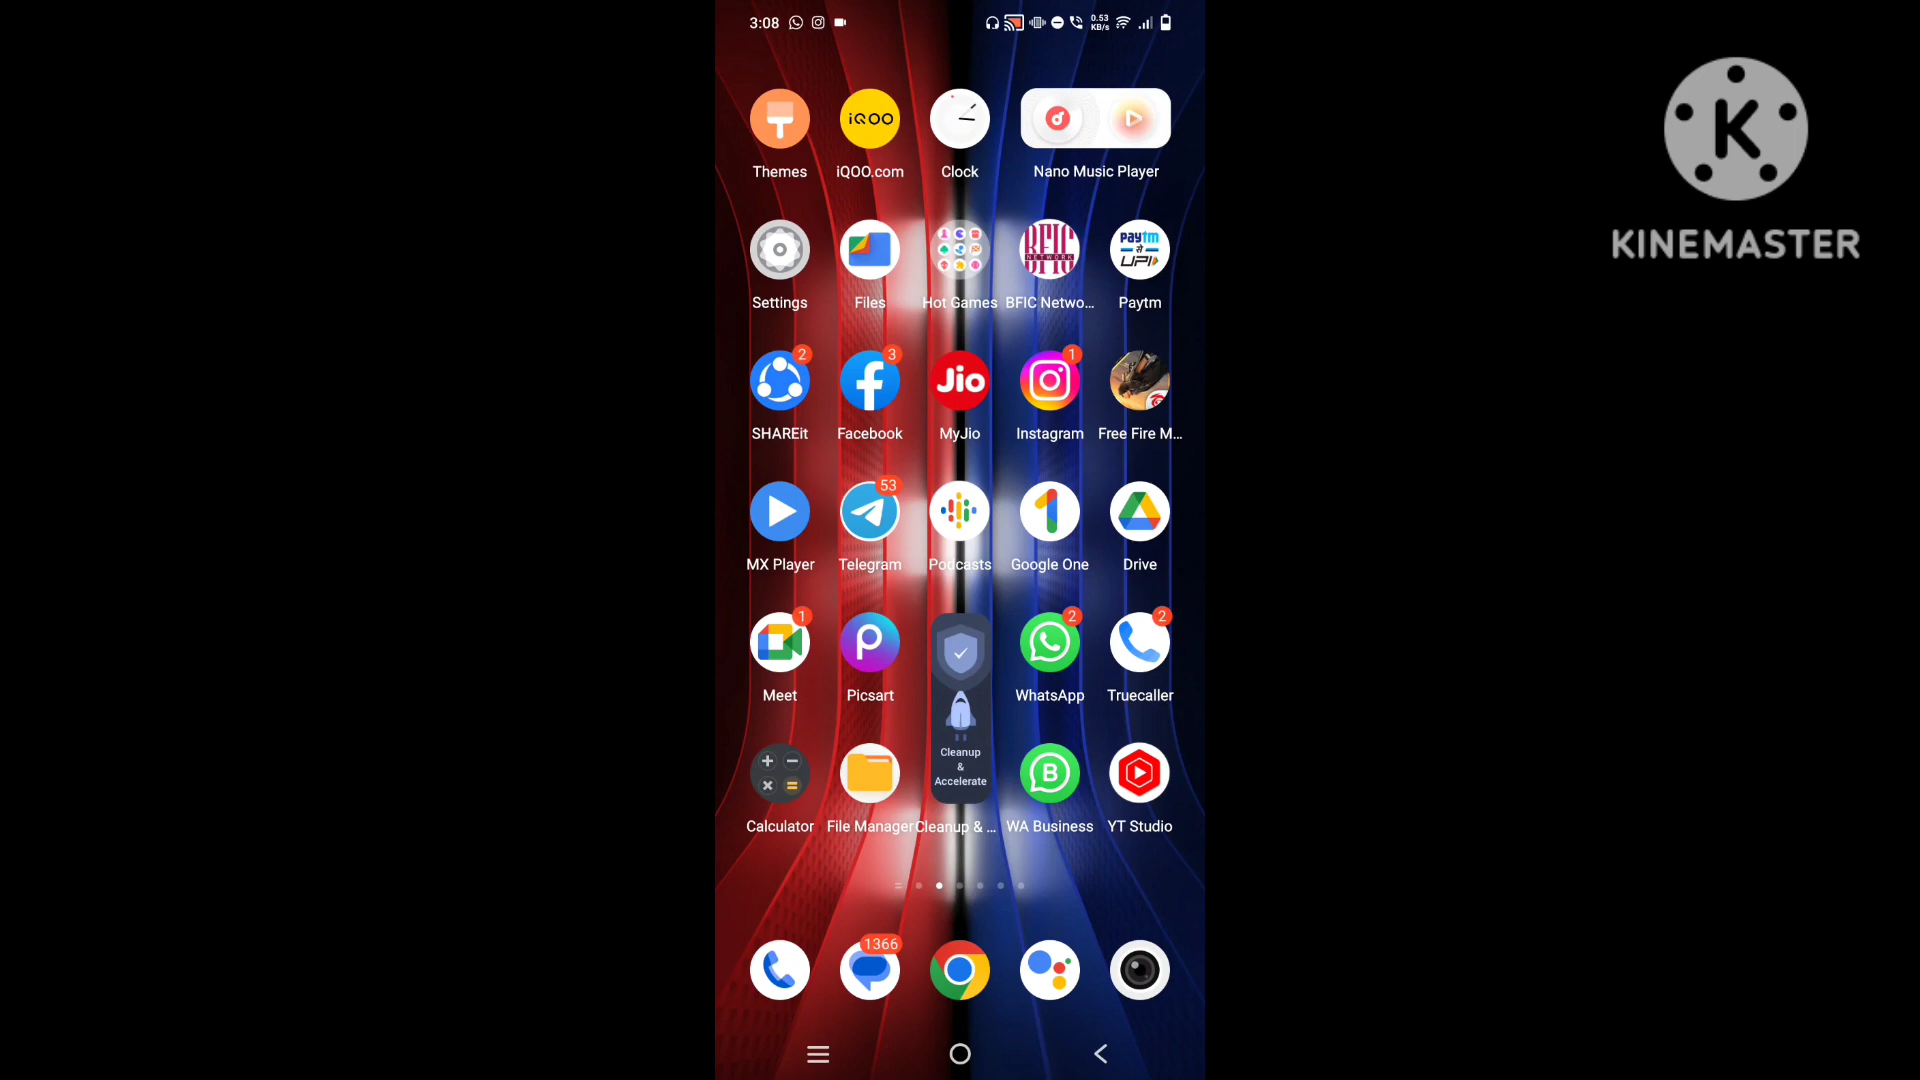 3:08
0.53
KB/s
iQOO
Themes
iQOO.com
Clock
Nano Music Player
K
KINEMASTER
BFIC
NETWORK
BFIC
paytm
से
UPI
Settings
Files
Hot Games
BFIC Netwo...
Paytm
2
3
Jio
1
SHAREit
Facebook
MyJio
Instagram
Free Fire M...
53
MX Player
Telegram
Podcasts
Google One
Drive
1
2
2
Meet
Picsart
WhatsApp
Truecaller
Cleanup
&
Accelerate
B
Calculator
File Manager
Cleanup & ...
WA Business
YT Studio
1366